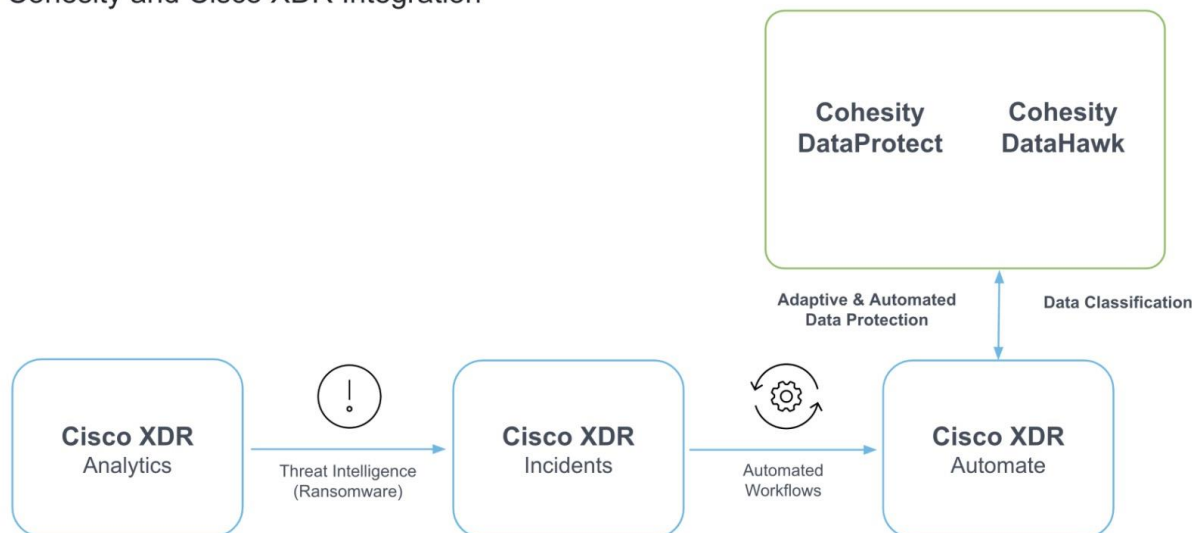 Cohesity and Cisco XDR Integration
Cohesity
DataProtect
Cohesity
DataHawk
Adaptive & Automated
Data Protection
Data Classification
Cisco XDR
Analytics
Threat Intelligence
(Ransomware)
Cisco XDR
Incidents
Automated
Workflows
Cisco XDR
Automate